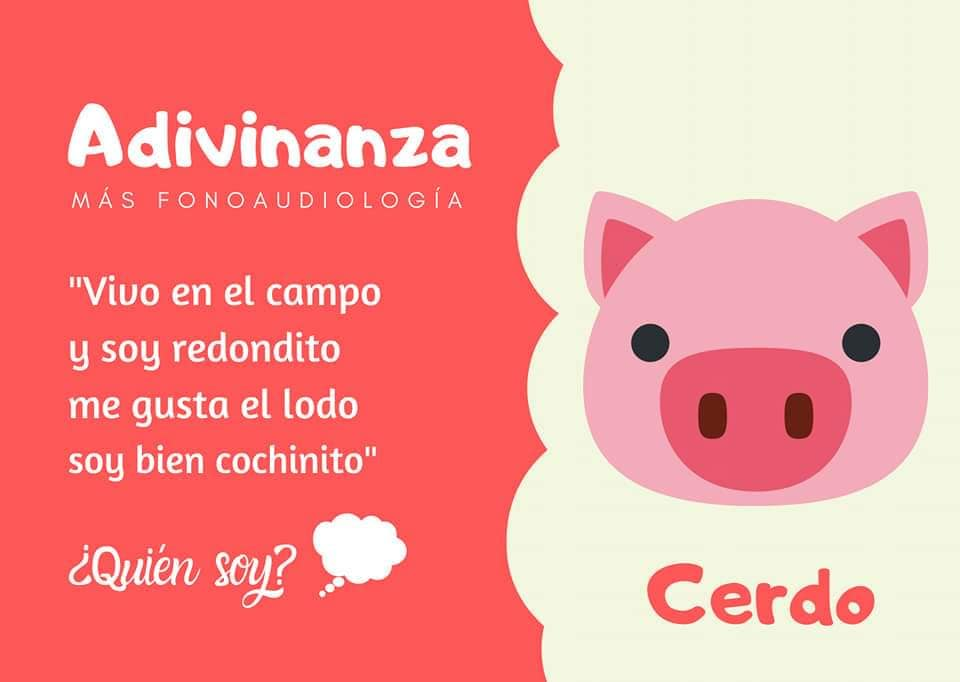 Adivinanza
MÁS FONOAUDIOLOGÍA
"Vivo en el campo
y soy redondito
me gusta el lodo
soy bien cochinito"
¿Quién soy?
Cerdo